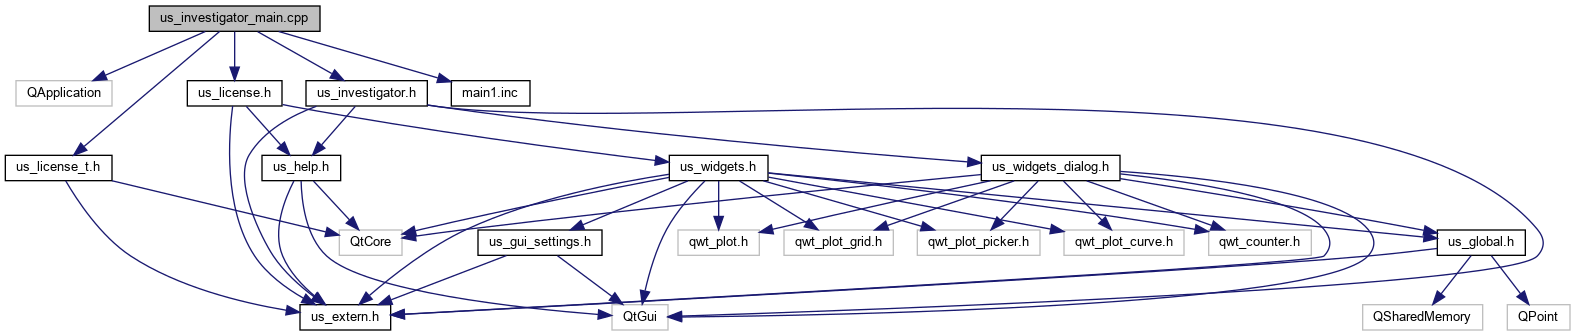 us_investigator_main.cpp
QApplication
us_license.h
us_investigator.h
main1.inc
us_license_t.h
us_help.h
us_widgets.h
us_widgets_dialog.h
QtCore
us_gui_settings.h
qwt_plot.h
qwt_plot_grid.h
qwt_plot_picker.h
qwt_plot_curve.h
qwt_counter.h
us_global.h
us_extern.h
QtGui
QSharedMemory
QPoint